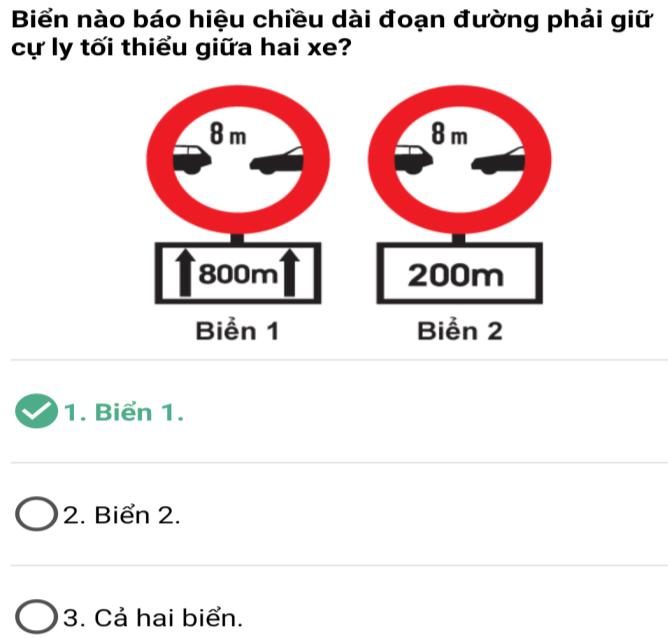 Biển nào báo hiệu chiều dài đoạn đường phải giữ
cự ly tối thiểu giữa hai xe?
8 m
8 m
800m
200m
Biển 1
Biển 2
1. Biển 1.
2. Biển 2.
3. Cả hai biển.